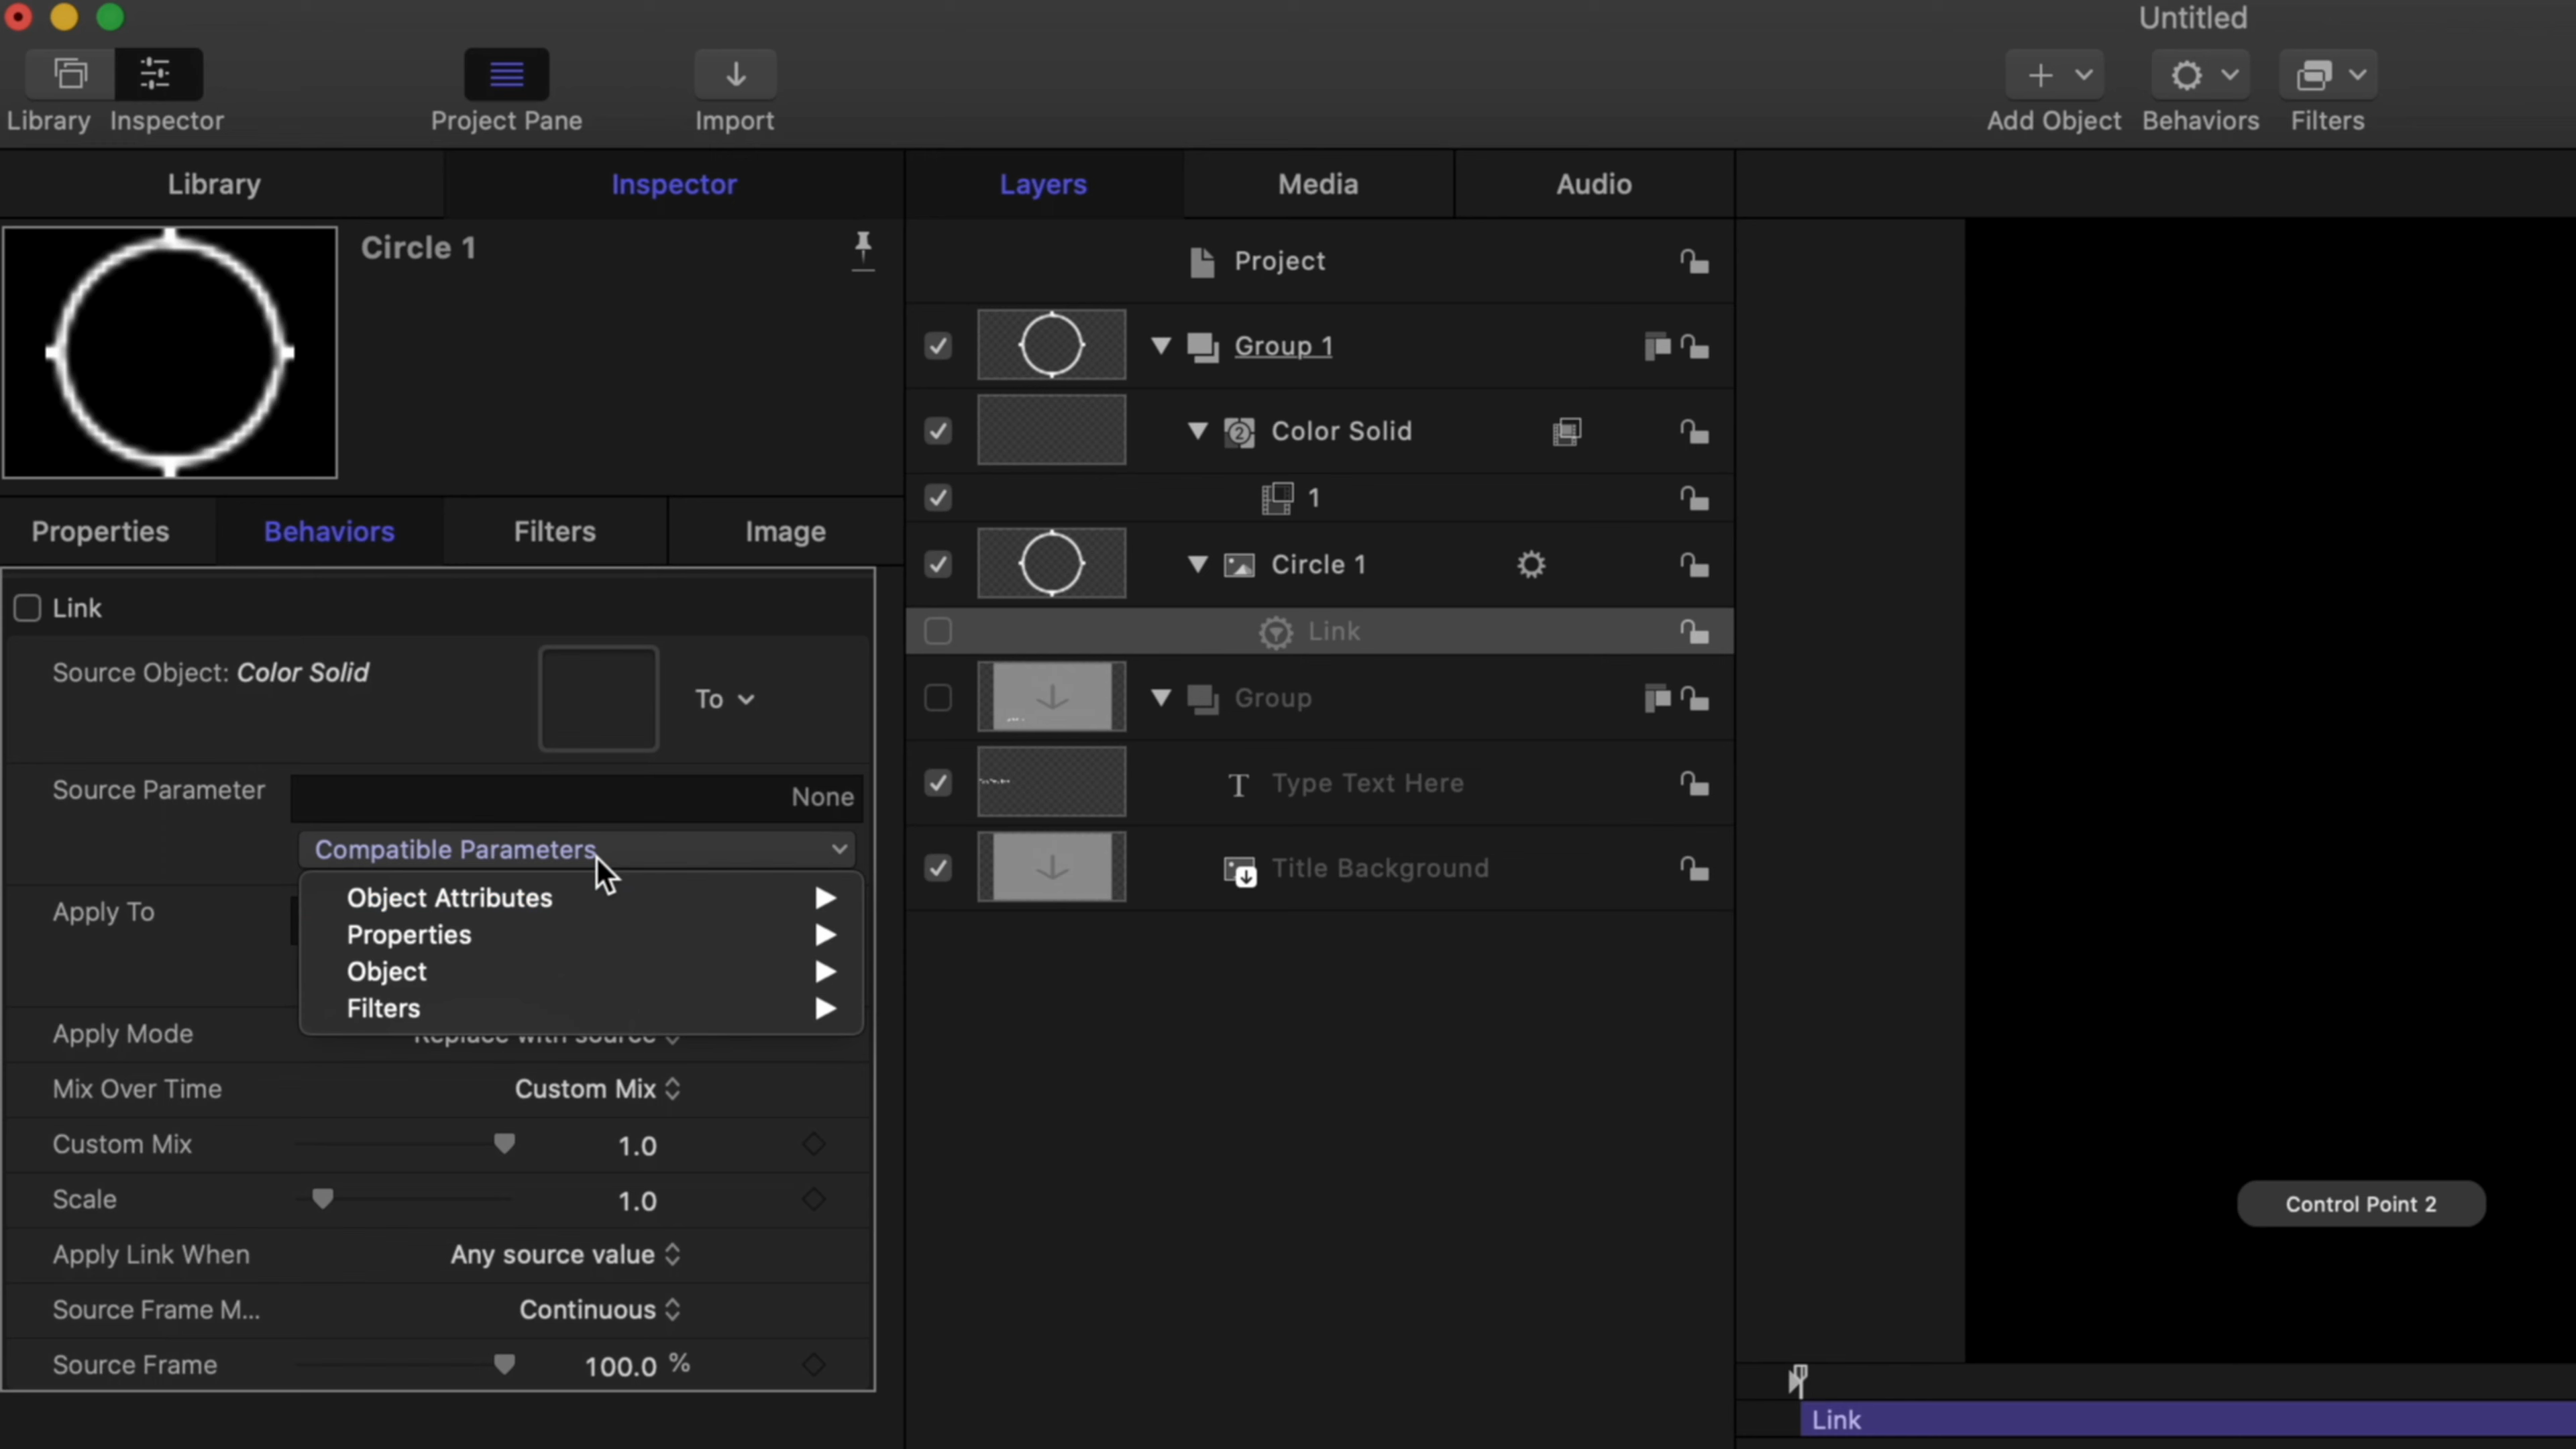 Untitled
Library
Inspector
Project Pane
Import
Add Object
Behaviors
Filters
Library
Inspector
Layers
Media
Audio
Circle 1
Project
Group 1
Color Solid
1
Circle 1
Link
Group
Type Text Here
Title Background
Properties
Behaviors
Filters
Image
Link
Source Object: Color Solid
To
Source Parameter
None
Compatible Parameters
Object Attributes
Properties
Object
Filters
Apply To
Apply Mode
Replace with source
Mix Over Time
Custom Mix
Custom Mix
1.0
Scale
1.0
Apply Link When
Any source value
Source Frame M...
Continuous
Source Frame
100.0 %
Control Point 2
Link